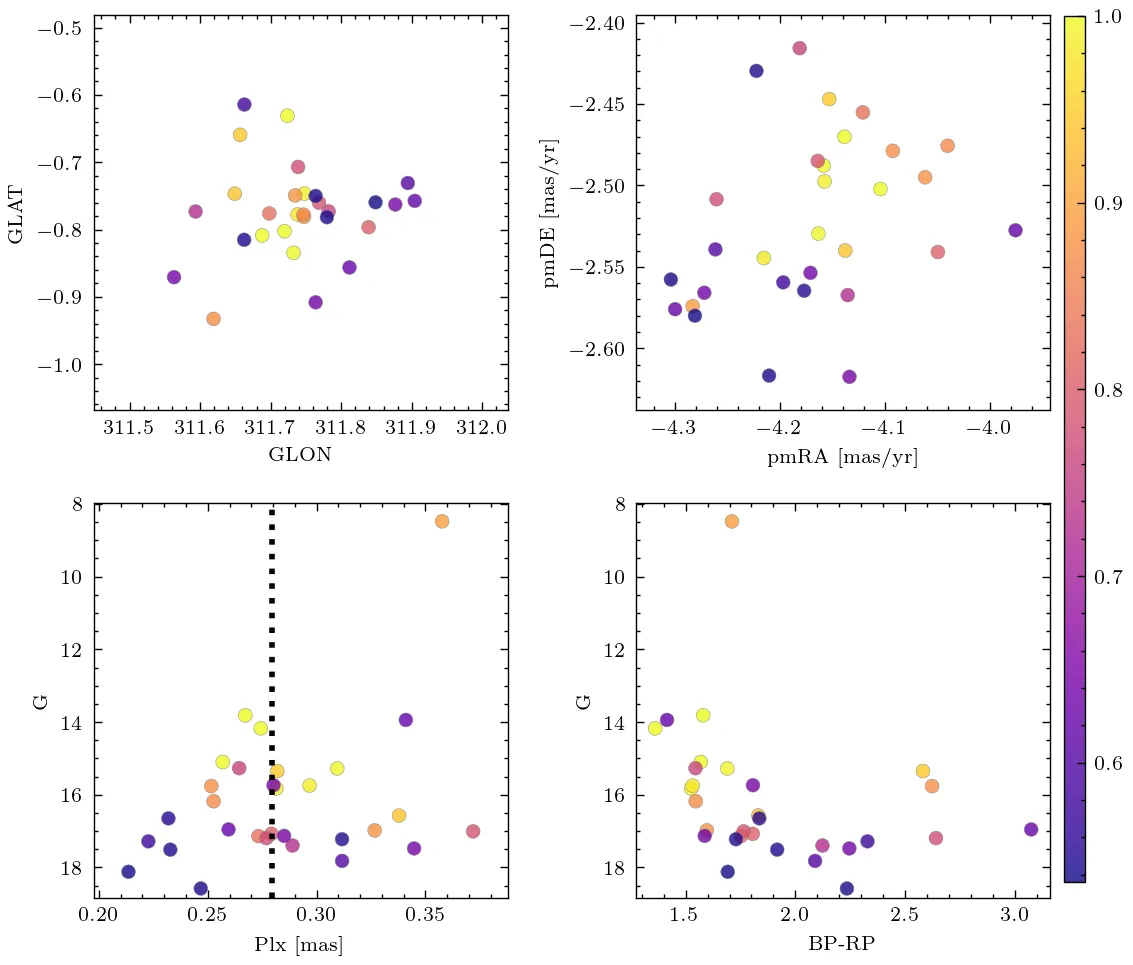 −0.5
−0.6
−0.7
−0.8
−0.9
−1.0
GLAT
311.5 311.6 311.7 311.8 311.9 312.0
GLON
−2.40
−2.45
−2.50
−2.55
−2.60
pmDE [mas/yr]
−4.3 −4.2 −4.1 −4.0
pmRA [mas/yr]
1.0
0.9
0.8
0.7
0.6
8
10
12
14
16
18
G
0.20 0.25 0.30 0.35
Plx [mas]
8
10
12
14
16
18
G
1.5 2.0 2.5 3.0
BP-RP